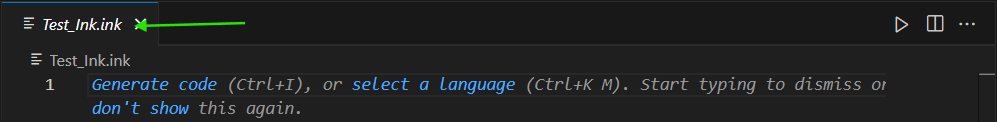 Test_Ink.ink
Test_Ink.ink
1 Generate code (Ctrl+I), or select a language (Ctrl+K M). Start typing to dismiss or
don't show this again.